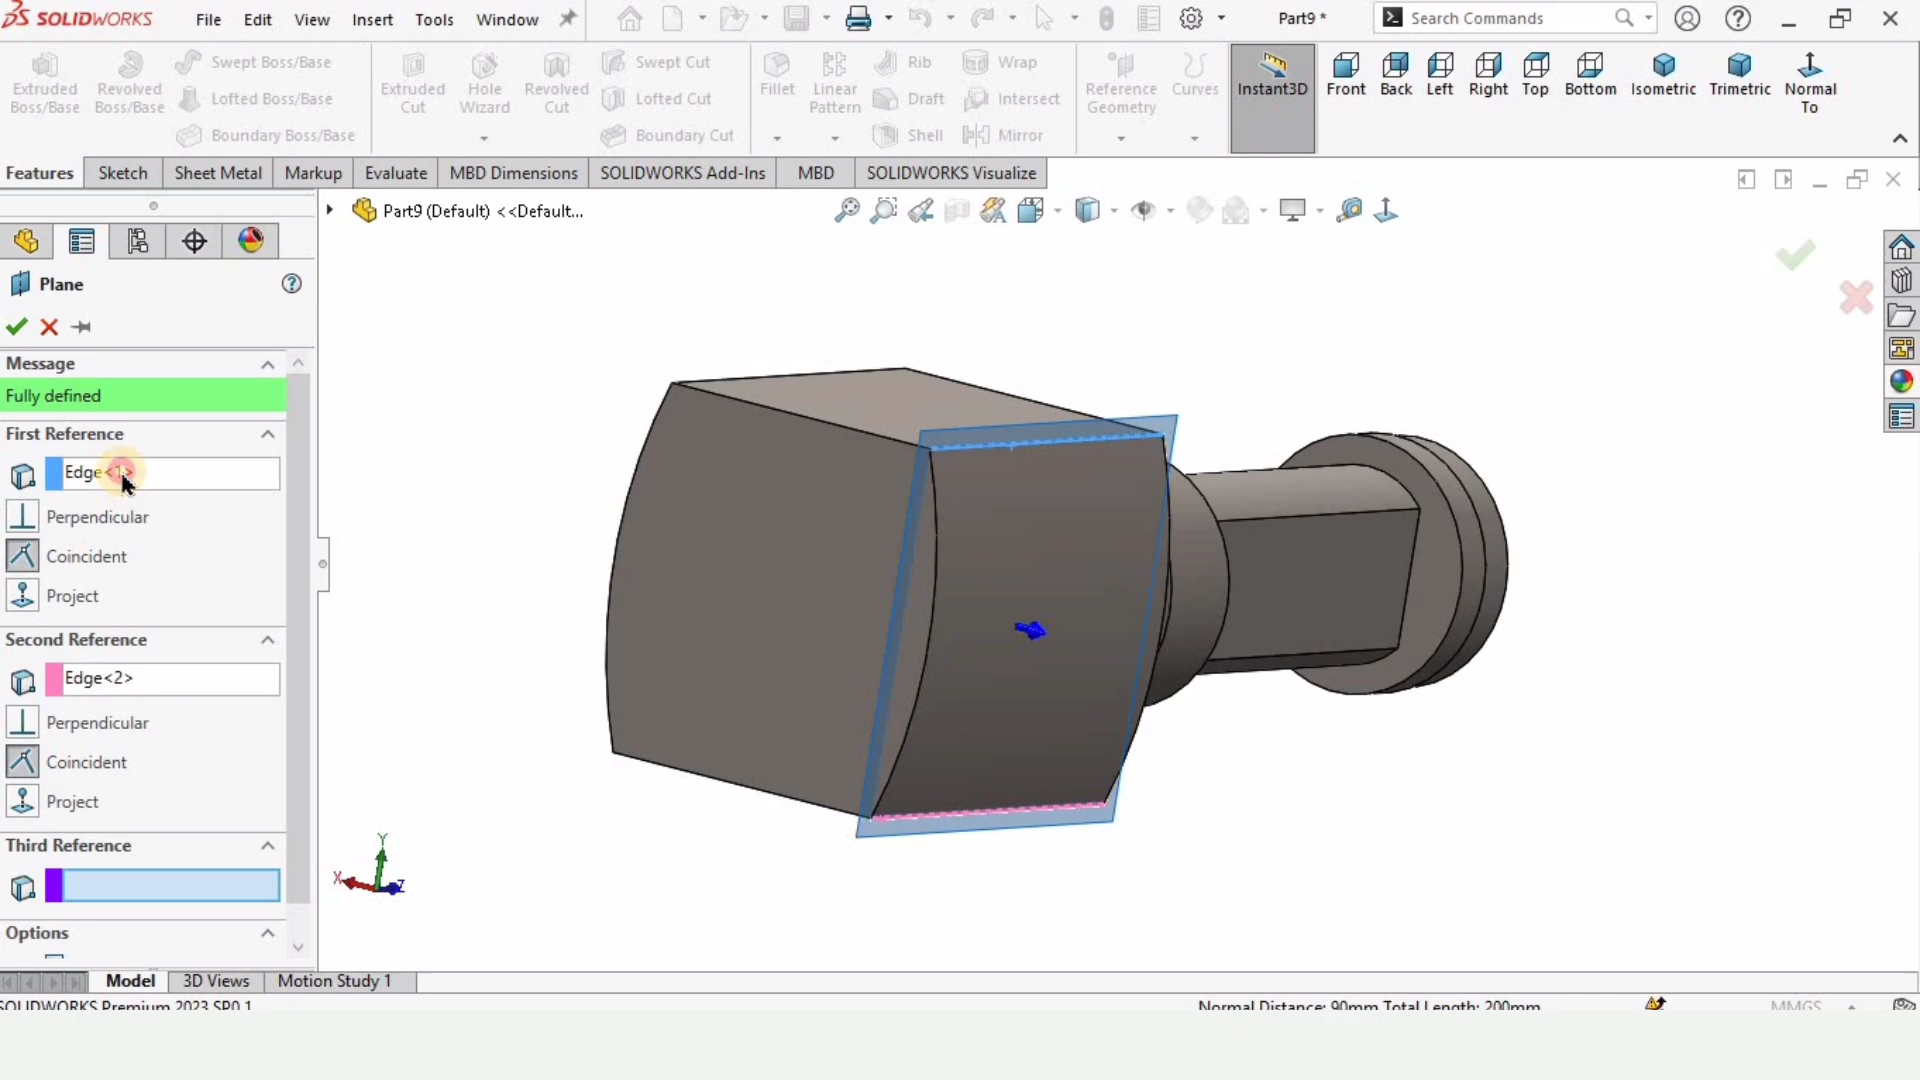 SOLIDWORKS File Edit View Insert Tools Window Part9 * Search Commands
Extruded Boss/Base
Revolved Boss/Base
Swept Boss/Base
Lofted Boss/Base
Boundary Boss/Base
Extruded Cut
Hole Wizard
Revolved Cut
Swept Cut
Lofted Cut
Boundary Cut
Fillet
Linear Pattern
Rib
Draft
Shell
Wrap
Intersect
Mirror
Reference Geometry
Curves
Instant3D
Front
Back
Left
Right
Top
Bottom
Isometric
Trimetric
Normal To
Features Sketch Sheet Metal Markup Evaluate MBD Dimensions SOLIDWORKS Add-Ins MBD SOLIDWORKS Visualize
Part9 (Default) <<Default...
Plane
Message
Fully defined
First Reference
Edge<1>
Perpendicular
Coincident
Project
Second Reference
Edge<2>
Perpendicular
Coincident
Project
Third Reference
Options
Y
X
Z
Model 3D Views Motion Study 1
SOLIDWORKS Premium 2023 SP0.1
Normal Distance: 90mm Total Length: 200mm
MMGS